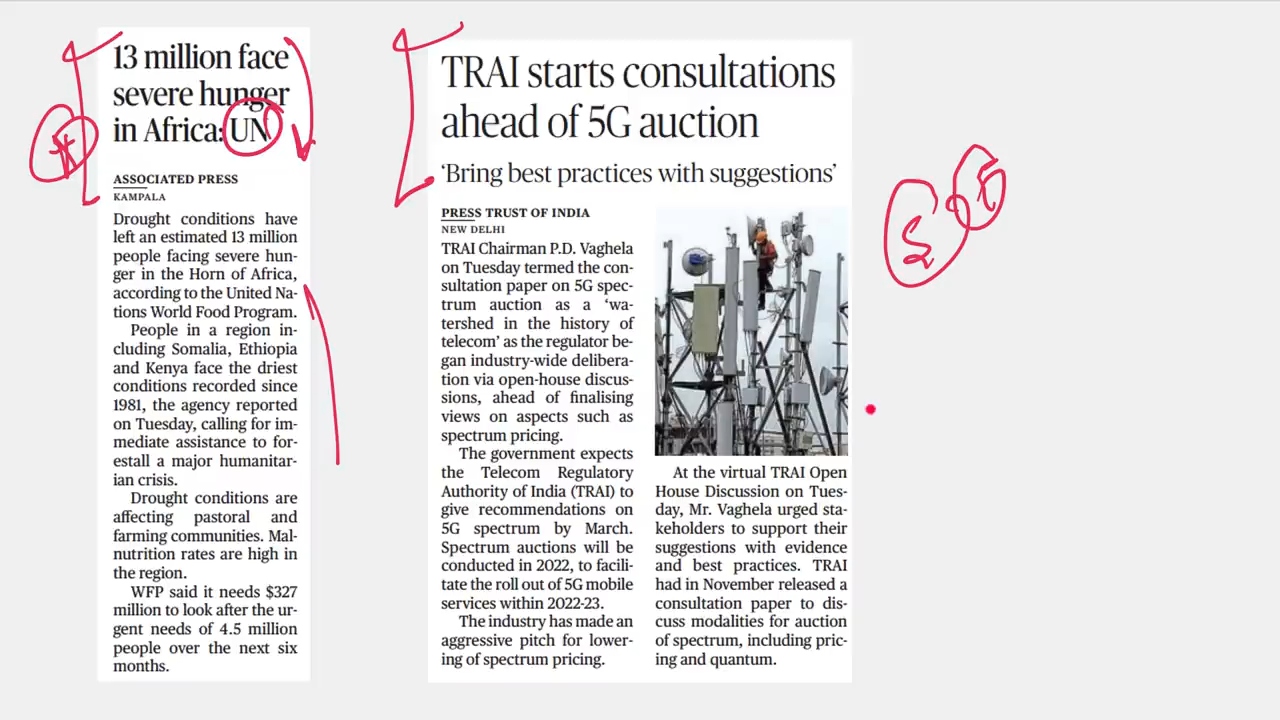 13 million face
severe hunger
in Africa: UN
ASSOCIATED PRESS
KAMPALA
Drought conditions have
left an estimated 13 million
people facing severe hun-
ger in the Horn of Africa,
according to the United Na-
tions World Food Program.
People in a region in-
cluding Somalia, Ethiopia
and Kenya face the driest
conditions recorded since
1981, the agency reported
on Tuesday, calling for im-
mediate assistance to for-
estall a major humanitar-
ian crisis.
Drought conditions are
affecting pastoral and
farming communities. Mal-
nutrition rates are high in
the region.
WFP said it needs $327
million to look after the ur-
gent needs of 4.5 million
people over the next six
months.
TRAI starts consultations
ahead of 5G auction
‘Bring best practices with suggestions’
PRESS TRUST OF INDIA
NEW DELHI
TRAI Chairman P.D. Vaghela
on Tuesday termed the con-
sultation paper on 5G spec-
trum auction as a ‘wa-
tershed in the history of
telecom’ as the regulator be-
gan industry-wide delibera-
tion via open-house discus-
sions, ahead of finalising
views on aspects such as
spectrum pricing.
The government expects
the Telecom Regulatory
Authority of India (TRAI) to
give recommendations on
5G spectrum by March.
Spectrum auctions will be
conducted in 2022, to facili-
tate the roll out of 5G mobile
services within 2022-23.
The industry has made an
aggressive pitch for lower-
ing of spectrum pricing.
At the virtual TRAI Open
House Discussion on Tues-
day, Mr. Vaghela urged sta-
keholders to support their
suggestions with evidence
and best practices. TRAI
had in November released a
consultation paper to dis-
cuss modalities for auction
of spectrum, including pric-
ing and quantum.